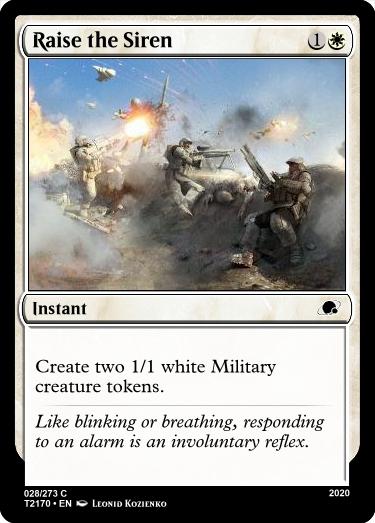 Raise the Siren 1
Instant
Create two 1/1 white Military
creature tokens.
Like blinking or breathing, responding
to an alarm is an involuntary reflex.
028/273 C 2020
T2170 • EN Leonid Kozienko